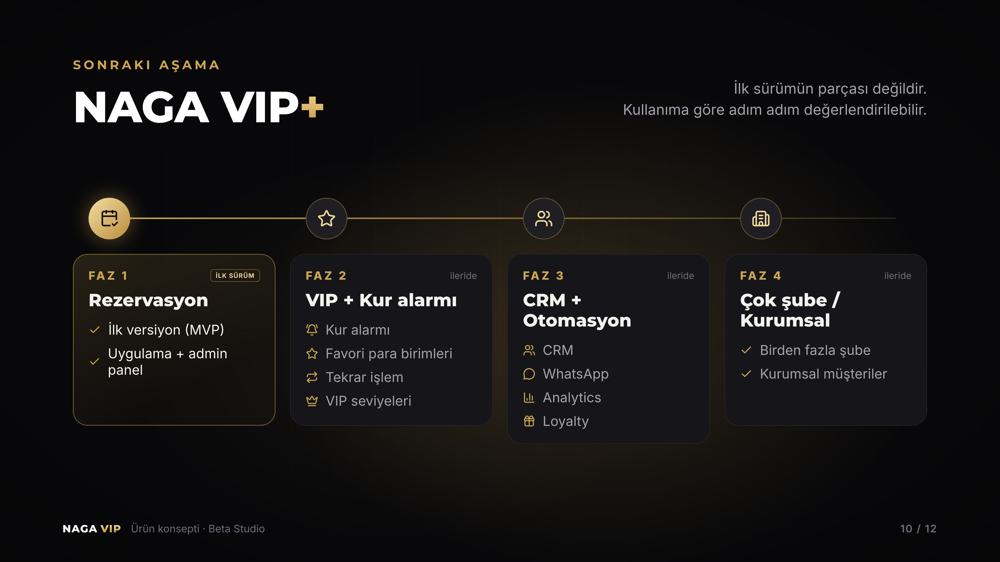 SONRAKI AŞAMA
NAGA VIP+
İlk sürümün parçası değildir.
Kullanıma göre adım adım değerlendirilebilir.
FAZ 1
İLK SÜRÜM
Rezervasyon
İlk versiyon (MVP)
Uygulama + admin
panel
FAZ 2
ileride
VIP + Kur alarmı
Kur alarmı
Favori para birimleri
Tekrar işlem
VIP seviyeleri
FAZ 3
ileride
CRM +
Otomasyon
CRM
WhatsApp
Analytics
Loyalty
FAZ 4
ileride
Çok şube /
Kurumsal
Birden fazla şube
Kurumsal müşteriler
NAGA VIP Ürün konsepti · Beta Studio
10 / 12